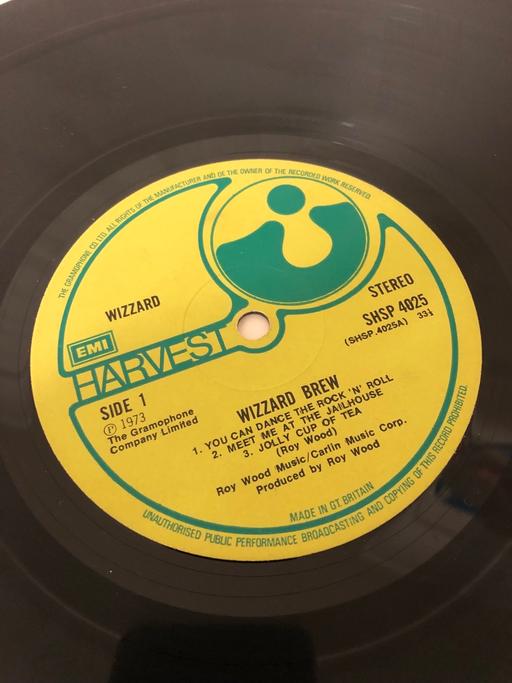 THE GRAMOPHONE CO LTD. ALL RIGHTS OF THE MANUFACTURER AND OF THE OWNER OF THE RECORDED WORK RESERVED.
WIZZARD
STEREO
SHSP 4025
(SHSP.4025A) 33⅓
EMI
HARVEST
SIDE 1
Ⓟ 1973
The Gramophone
Company Limited
WIZZARD BREW
1. YOU CAN DANCE THE ROCK 'N' ROLL
2. MEET ME AT THE JAILHOUSE
3. JOLLY CUP OF TEA
(Roy Wood)
Roy Wood Music/Carlin Music Corp.
Produced by Roy Wood
MADE IN GT. BRITAIN
UNAUTHORISED PUBLIC PERFORMANCE BROADCASTING AND COPYING OF THIS RECORD PROHIBITED.